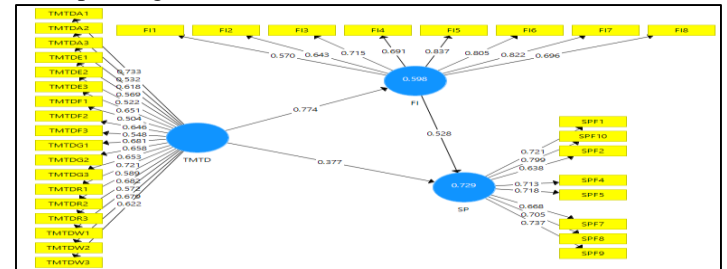 TMTDA1
TMTDA2
TMTDA3
TMTDE1
TMTDE2
TMTDE3
TMTDF1
TMTDF2
TMTDF3
TMTDG1
TMTDG2
TMTDG3
TMTDR1
TMTDR2
TMTDR3
TMTDW1
TMTDW2
TMTDW3
0.733
0.532
0.618
0.569
0.522
0.651
0.504
0.646
0.548
0.681
0.658
0.653
0.721
0.589
0.682
0.572
0.679
0.622
TMTD
0.774
0.377
FI1 FI2 FI3 FI4 FI5 FI6 FI7 FI8
0.570 0.643 0.715 0.691 0.837 0.805 0.822 0.696
0.598
FI
0.528
0.729
SP
0.721
0.799
0.638
0.713
0.718
0.668
0.705
0.737
SPF1
SPF10
SPF2
SPF4
SPF5
SPF7
SPF8
SPF9